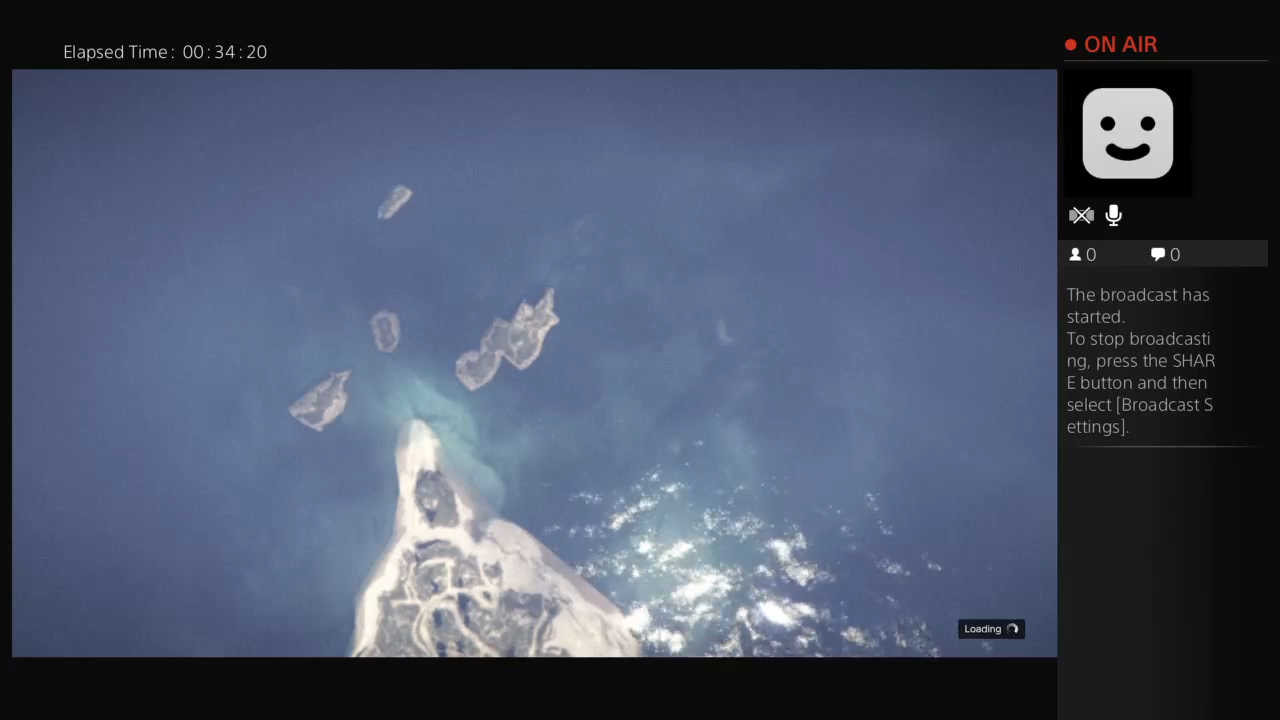 Elapsed Time: 00:34:20
ON AIR
0 0
The broadcast has
started.
To stop broadcasti
ng, press the SHAR
E button and then
select [Broadcast S
ettings].
Loading